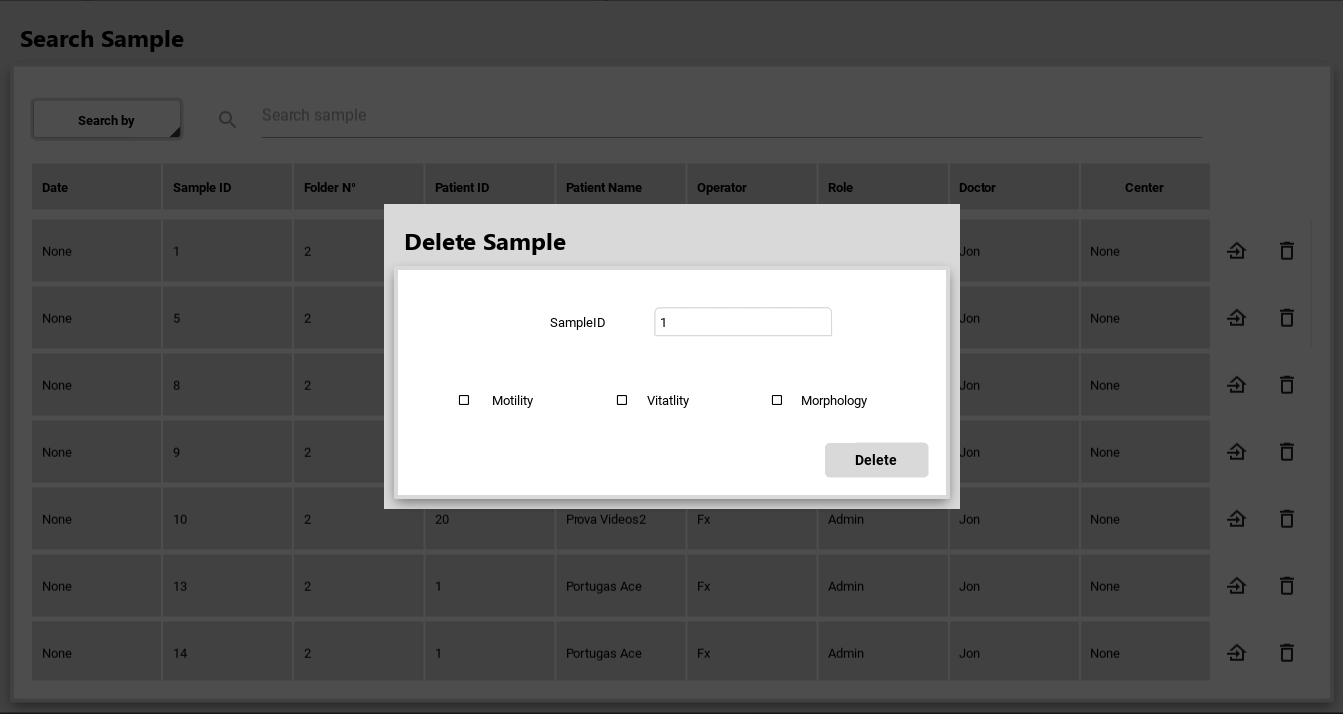 Search Sample
Search by
Search sample
Date Sample ID Folder N° Patient ID Patient Name Operator Role Doctor Center
Delete Sample
None 1 2 Jon None
SampleID 1
None 5 2 Jon None
None 8 2 Jon None
Motility Vitatlity Morphology
None 9 2 Jon None
Delete
None 10 2 20 Prova Videos2 Fx Admin Jon None
None 13 2 1 Portugas Ace Fx Admin Jon None
None 14 2 1 Portugas Ace Fx Admin Jon None